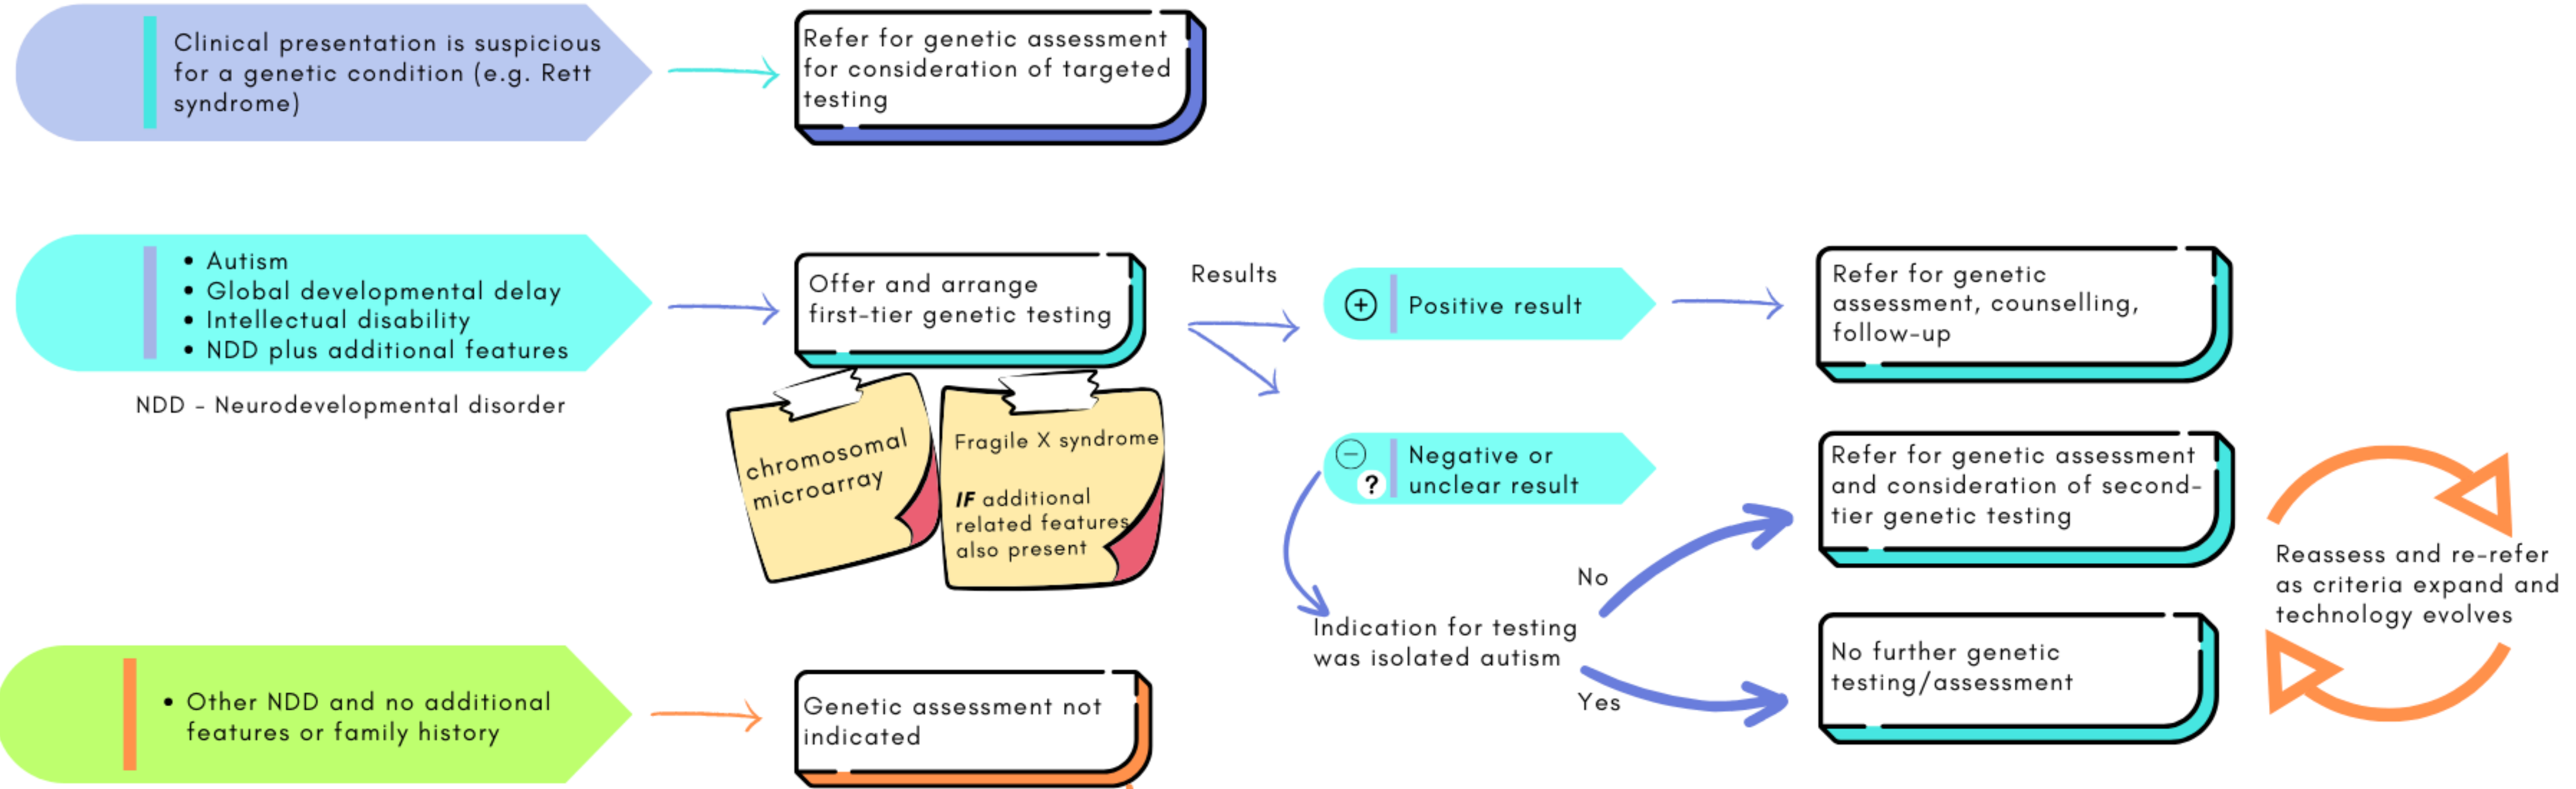 Clinical presentation is suspicious
for a genetic condition (e.g. Rett
syndrome)
Refer for genetic assessment
for consideration of targeted
testing
• Autism
• Global developmental delay
• Intellectual disability
• NDD plus additional features
NDD - Neurodevelopmental disorder
Offer and arrange
first-tier genetic testing
chromosomal
microarray
Fragile X syndrome
IF additional
related features
also present
Results
+
Positive result
Refer for genetic
assessment, counselling,
follow-up
−
?
Negative or
unclear result
Indication for testing
was isolated autism
No
Yes
Refer for genetic assessment
and consideration of second-
tier genetic testing
No further genetic
testing/assessment
Reassess and re-refer
as criteria expand and
technology evolves
• Other NDD and no additional
features or family history
Genetic assessment not
indicated